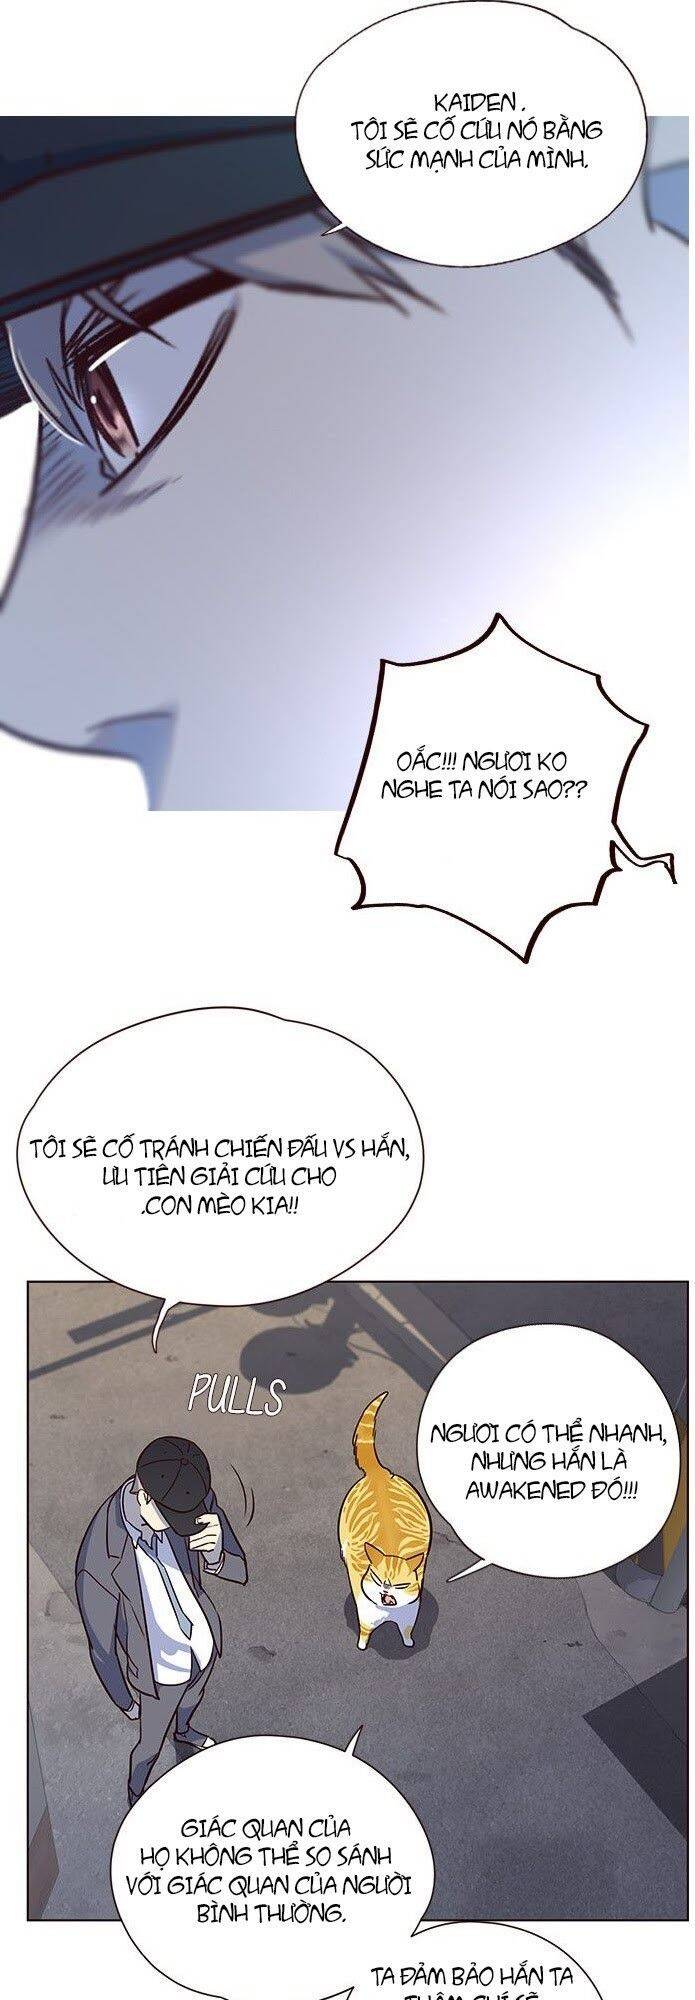 KAIDEN.
TÔI SẼ CỐ CỨU NÓ BẰNG
SỨC MẠNH CỦA MÌNH.
OẮC!!! NGƯƠI KO
NGHE TA NÓI SAO??
TÔI SẼ CỐ TRÁNH CHIẾN ĐẤU VS HẮN,
ƯU TIÊN GIẢI CỨU CHO
.CON MÈO KIA!!
PULLS
NGƯƠI CÓ THỂ NHANH,
NHƯNG HẮN LÀ
AWAKENED ĐÓ!!!
GIÁC QUAN CỦA
HỌ KHÔNG THỂ SO SÁNH
VỚI GIÁC QUAN CỦA NGƯỜI
BÌNH THƯỜNG.
TA ĐẢM BẢO HẮN TA
THẬM CHÍ SẼ